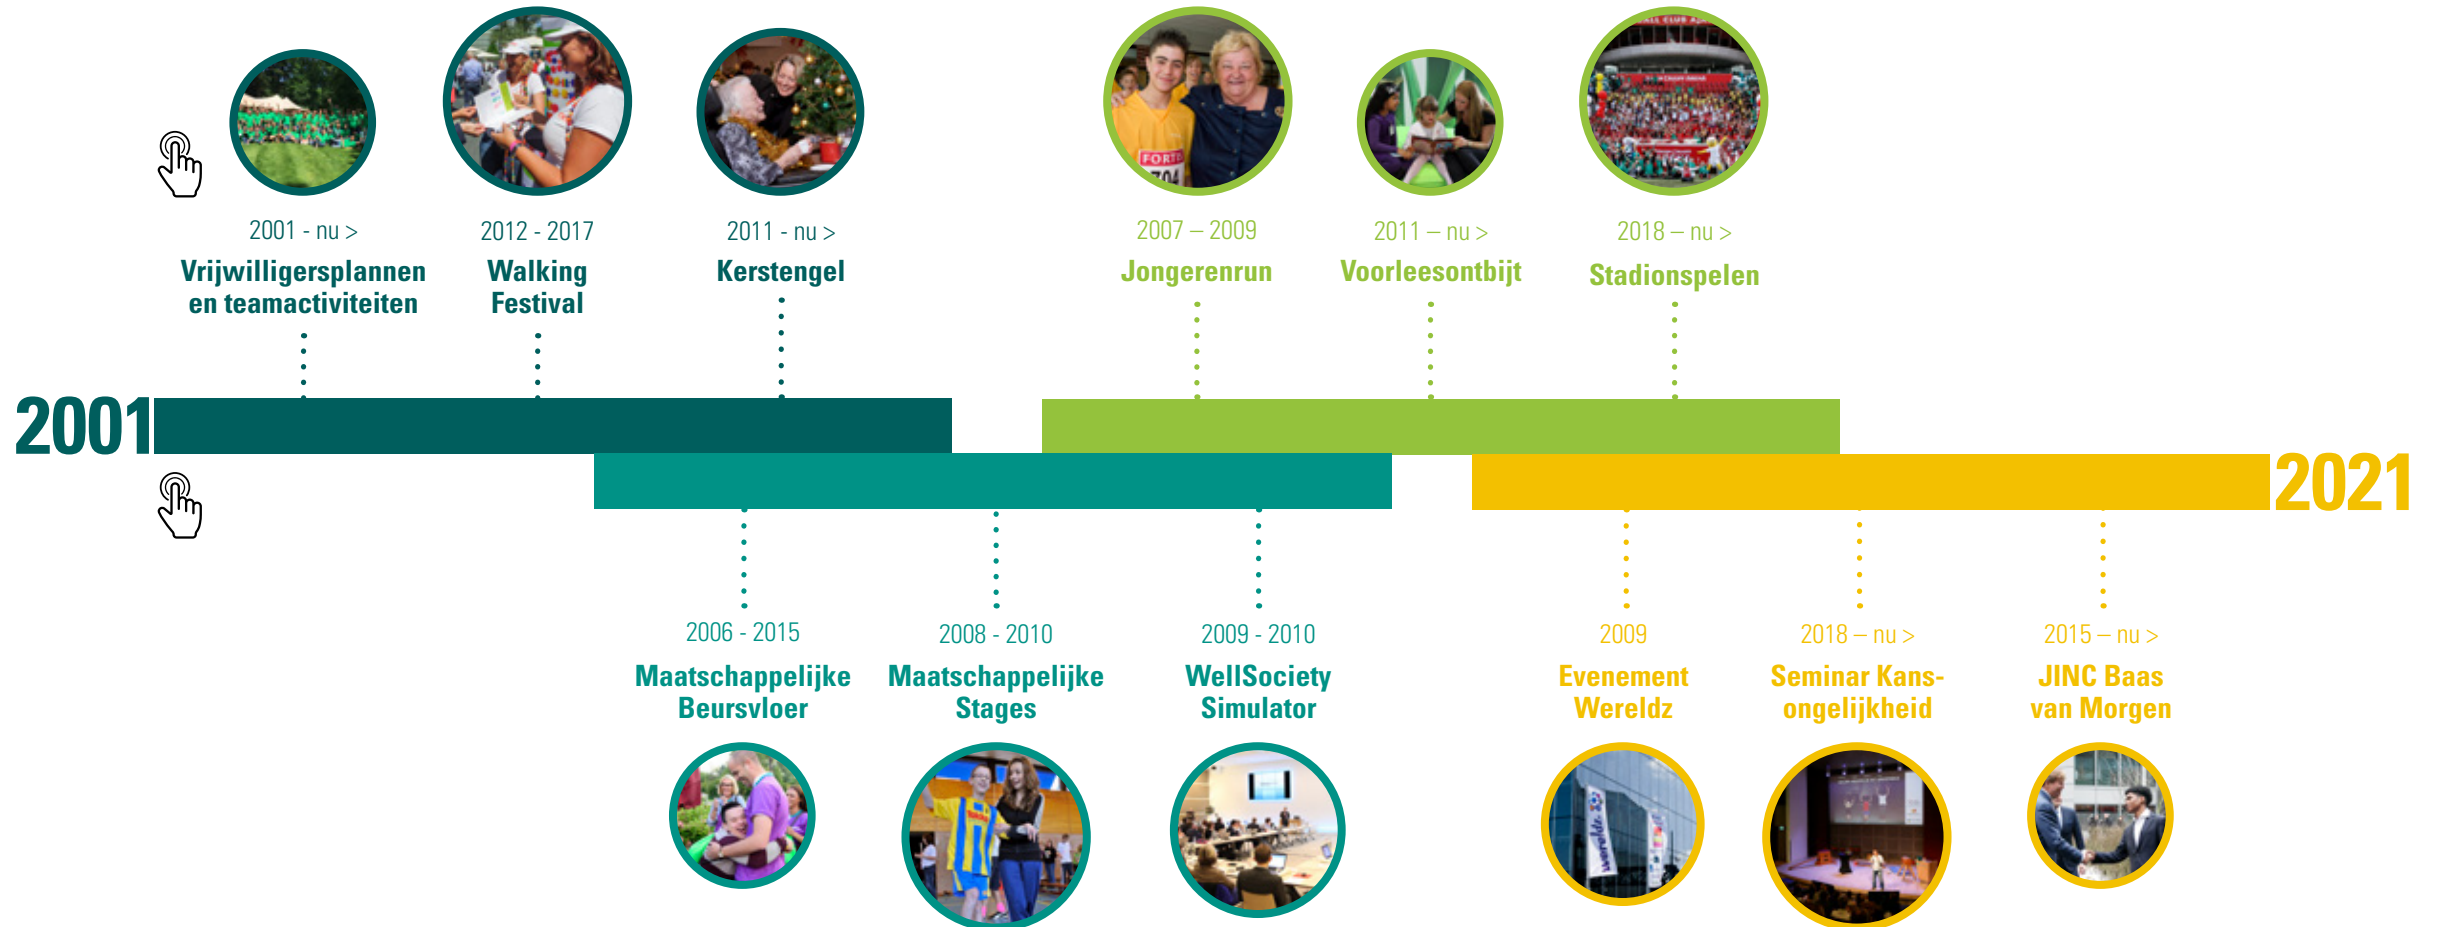 2001 - nu >
Vrijwilligersplannen
en teamactiviteiten
2012 - 2017
Walking
Festival
2011 - nu >
Kerstengel
2007 – 2009
Jongerenrun
2011 – nu >
Voorleesontbijt
2018 – nu >
Stadionspelen
2001
2021
2006 - 2015
Maatschappelijke
Beursvloer
2008 - 2010
Maatschappelijke
Stages
2009 - 2010
WellSociety
Simulator
2009
Evenement
Wereldz
2018 – nu >
Seminar Kans-
ongelijkheid
2015 – nu >
JINC Baas
van Morgen